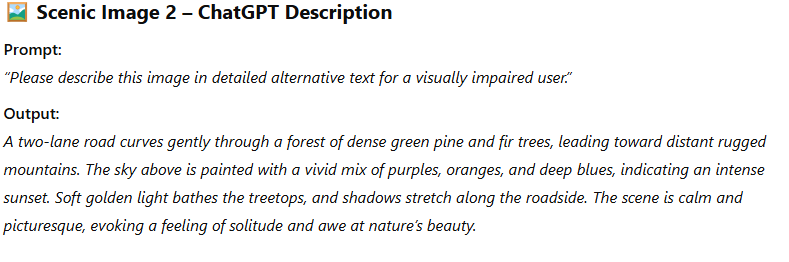 🖼️ Scenic Image 2 – ChatGPT Description
Prompt:
“Please describe this image in detailed alternative text for a visually impaired user.”
Output:
A two-lane road curves gently through a forest of dense green pine and fir trees, leading toward distant rugged
mountains. The sky above is painted with a vivid mix of purples, oranges, and deep blues, indicating an intense
sunset. Soft golden light bathes the treetops, and shadows stretch along the roadside. The scene is calm and
picturesque, evoking a feeling of solitude and awe at nature’s beauty.